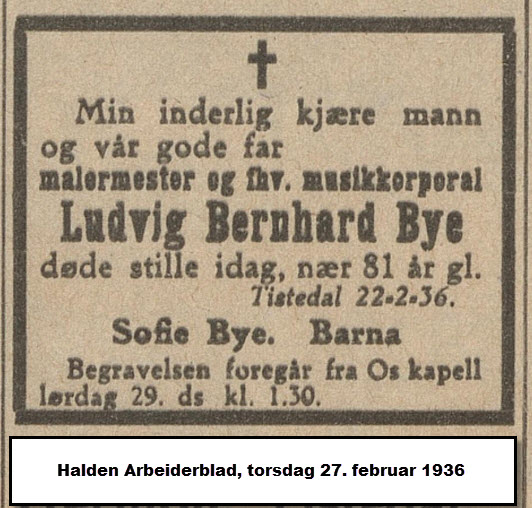 Min inderlig kjære mann
og vår gode far
malermester og fhv. musikkorporal
Ludvig Bernhard Bye
døde stille idag, nær 81 år gl.
Tistedal 22-2-36.
Sofie Bye. Barna
Begravelsen foregår fra Os kapell
lørdag 29. ds kl. 1.30.
Halden Arbeiderblad, torsdag 27. februar 1936